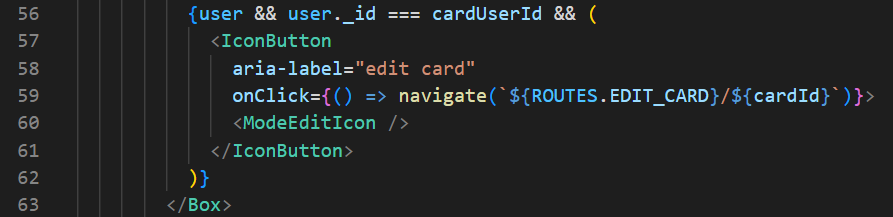 56 {user && user._id === cardUserId && (
57 <IconButton
58 aria-label="edit card"
59 onClick={() => navigate(`${ROUTES.EDIT_CARD}/${cardId}`)}>
60 <ModeEditIcon />
61 </IconButton>
62 )}
63 </Box>